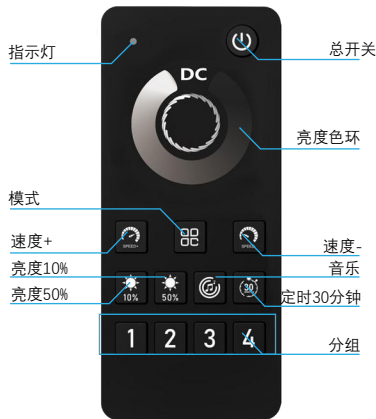 指示灯
总开关
DC
亮度色环
模式
速度+
SPEED+
SPEED-
速度-
亮度10%
音乐
10%
50%
30
亮度50%
定时30分钟
1 2 3 4
分组